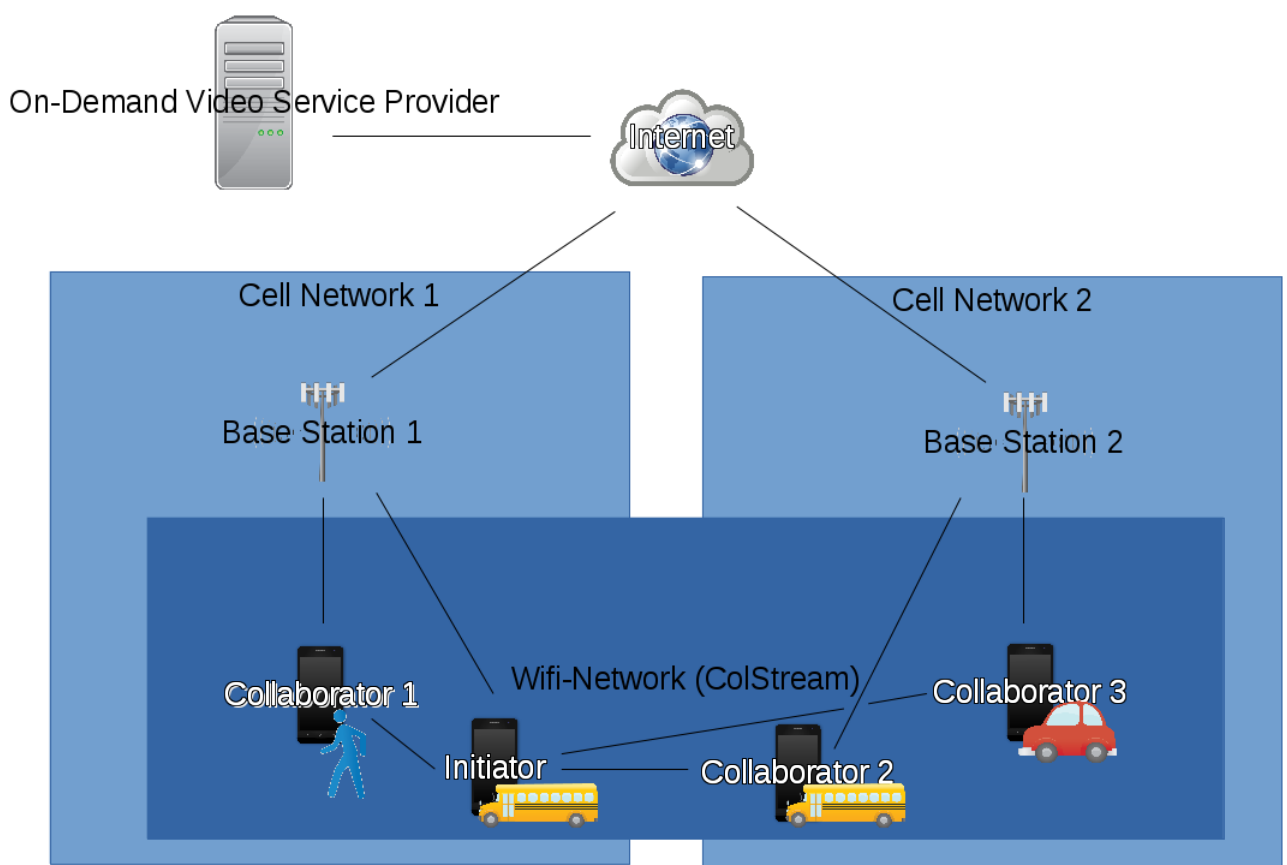 On-Demand Video Service Provider
Internet
Cell Network 1
Cell Network 2
Base Station 1
Base Station 2
Wifi-Network (ColStream)
Collaborator 1
Collaborator 3
Initiator
Collaborator 2